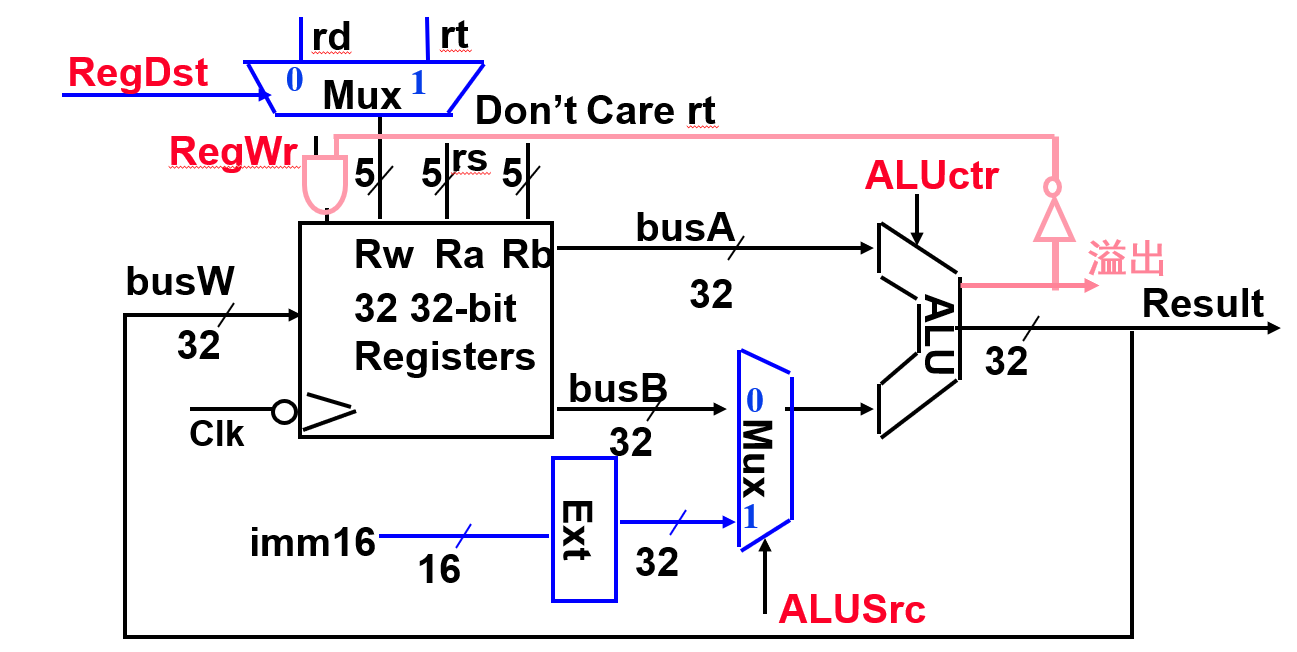 rd
rt
RegDst
0
Mux
1
Don’t Care rt
RegWr
5
5
rs
5
ALUctr
busA
32
溢出
Rw Ra Rb
busW
32
32 32-bit
Registers
Result
ALU
32
busB
32
0
Mux
1
Clk
Ext
imm16
16
32
ALUSrc